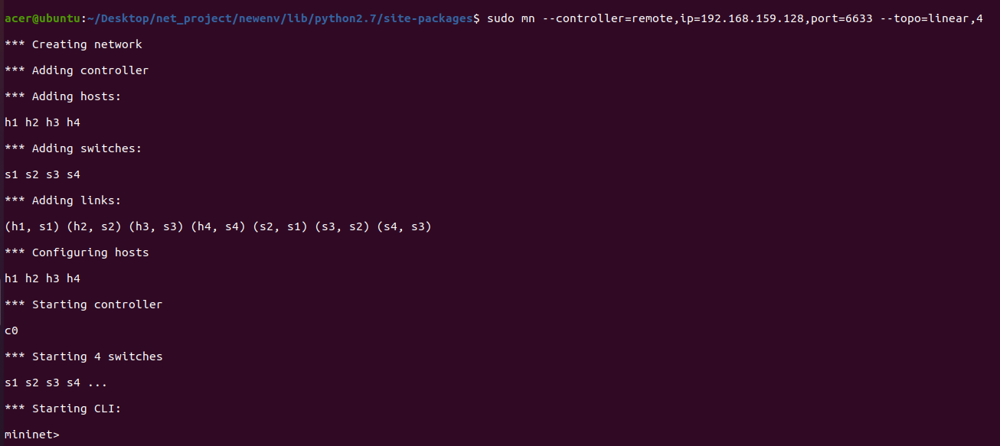 acer@ubuntu:~/Desktop/net_project/newenv/lib/python2.7/site-packages$ sudo mn --controller=remote,ip=192.168.159.128,port=6633 --topo=linear,4
*** Creating network
*** Adding controller
*** Adding hosts:
h1 h2 h3 h4
*** Adding switches:
s1 s2 s3 s4
*** Adding links:
(h1, s1) (h2, s2) (h3, s3) (h4, s4) (s2, s1) (s3, s2) (s4, s3)
*** Configuring hosts
h1 h2 h3 h4
*** Starting controller
c0
*** Starting 4 switches
s1 s2 s3 s4 ...
*** Starting CLI:
mininet>